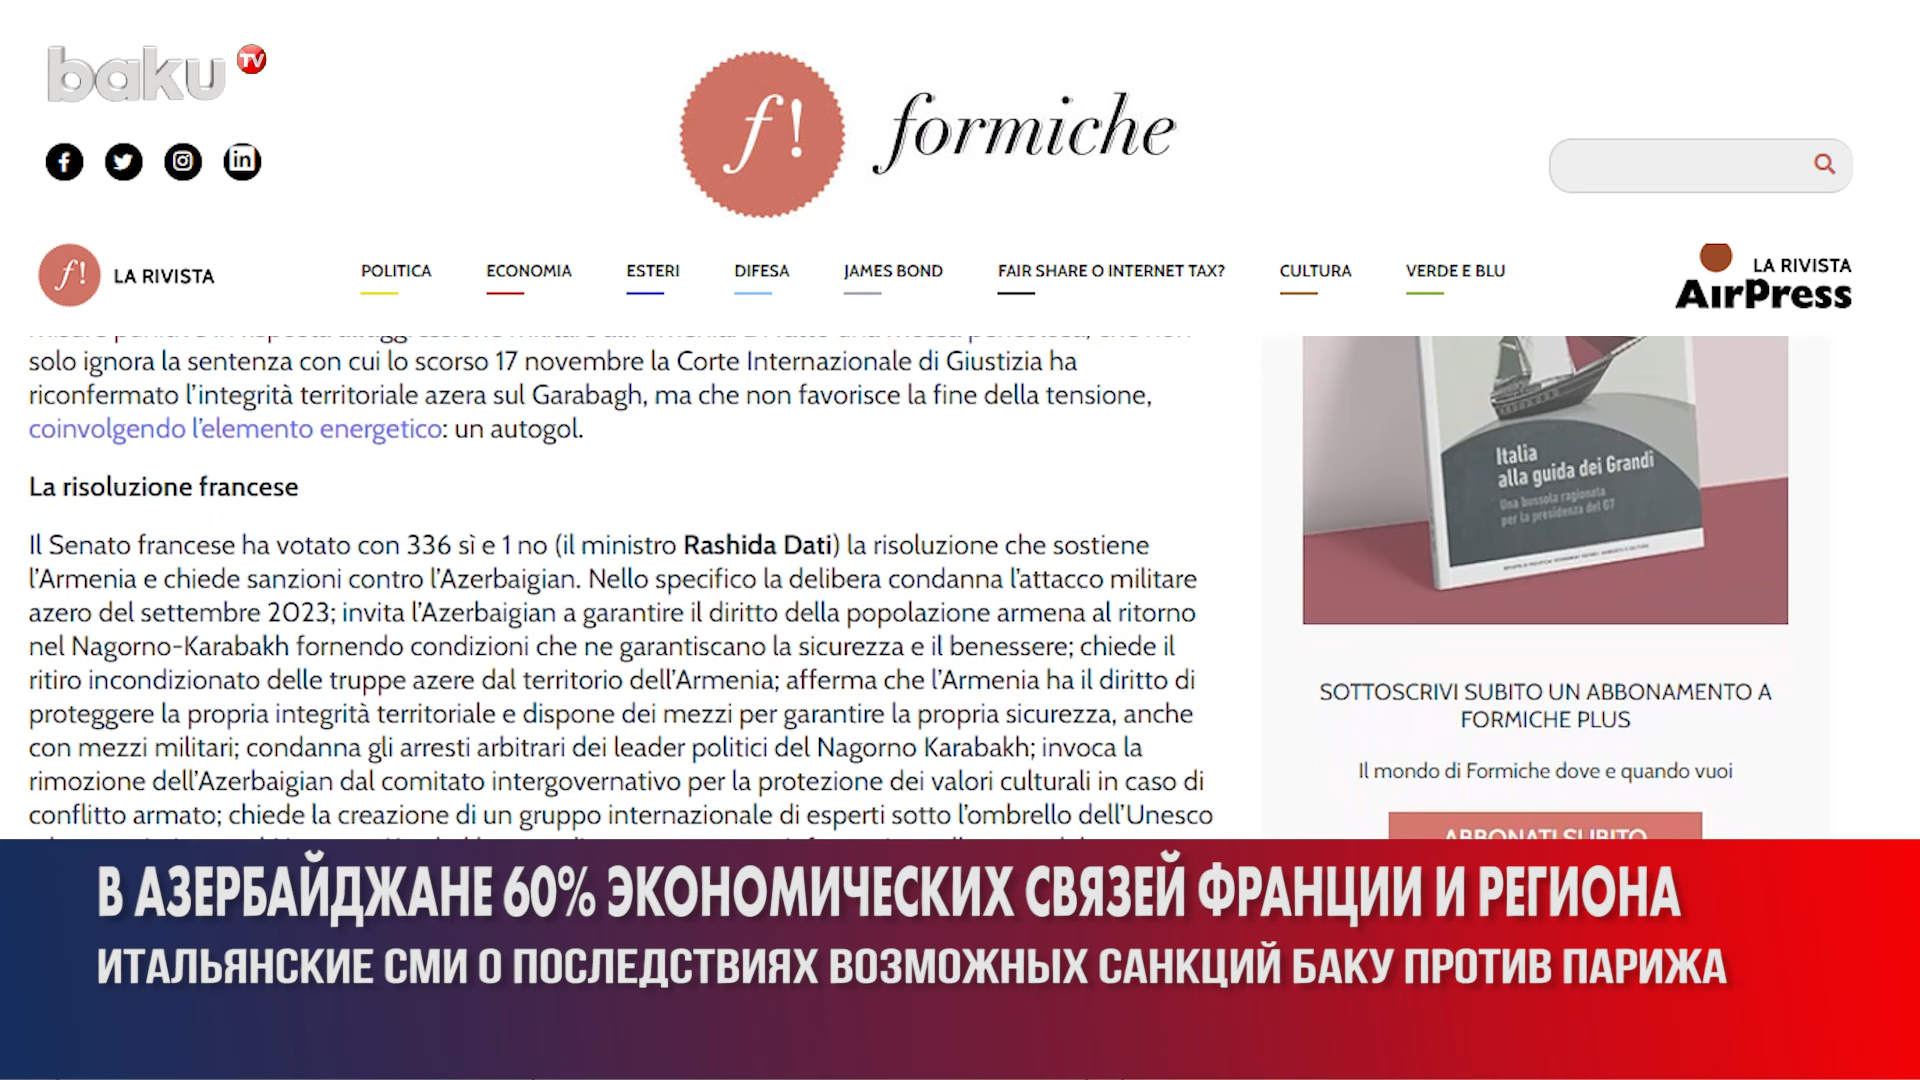 baku TV
f! formiche
f! LA RIVISTA
POLITICA
ECONOMIA
ESTERI
DIFESA
JAMES BOND
FAIR SHARE O INTERNET TAX?
CULTURA
VERDE E BLU
LA RIVISTA
AirPress
solo ignora la sentenza con cui lo scorso 17 novembre la Corte Internazionale di Giustizia ha
riconfermato l'integrità territoriale azera sul Garabagh, ma che non favorisce la fine della tensione,
coinvolgendo l'elemento energetico: un autogol.
La risoluzione francese
Il Senato francese ha votato con 336 sì e 1 no (il ministro Rashida Dati) la risoluzione che sostiene
l'Armenia e chiede sanzioni contro l'Azerbaigian. Nello specifico la delibera condanna l'attacco militare
azero del settembre 2023; invita l'Azerbaigian a garantire il diritto della popolazione armena al ritorno
nel Nagorno-Karabakh fornendo condizioni che ne garantiscano la sicurezza e il benessere; chiede il
ritiro incondizionato delle truppe azere dal territorio dell'Armenia; afferma che l'Armenia ha il diritto di
proteggere la propria integrità territoriale e dispone dei mezzi per garantire la propria sicurezza, anche
con mezzi militari; condanna gli arresti arbitrari dei leader politici del Nagorno Karabakh; invoca la
rimozione dell'Azerbaigian dal comitato intergovernativo per la protezione dei valori culturali in caso di
conflitto armato; chiede la creazione di un gruppo internazionale di esperti sotto l'ombrello dell'Unesco
Italia
alla guida dei Grandi
Una bussola ragionata
per la presidenza del G7
SOTTOSCRIVI SUBITO UN ABBONAMENTO A
FORMICHE PLUS
Il mondo di Formiche dove e quando vuoi
ABBONATI SUBITO
В АЗЕРБАЙДЖАНЕ 60% ЭКОНОМИЧЕСКИХ СВЯЗЕЙ ФРАНЦИИ И РЕГИОНА
ИТАЛЬЯНСКИЕ СМИ О ПОСЛЕДСТВИЯХ ВОЗМОЖНЫХ САНКЦИЙ БАКУ ПРОТИВ ПАРИЖА